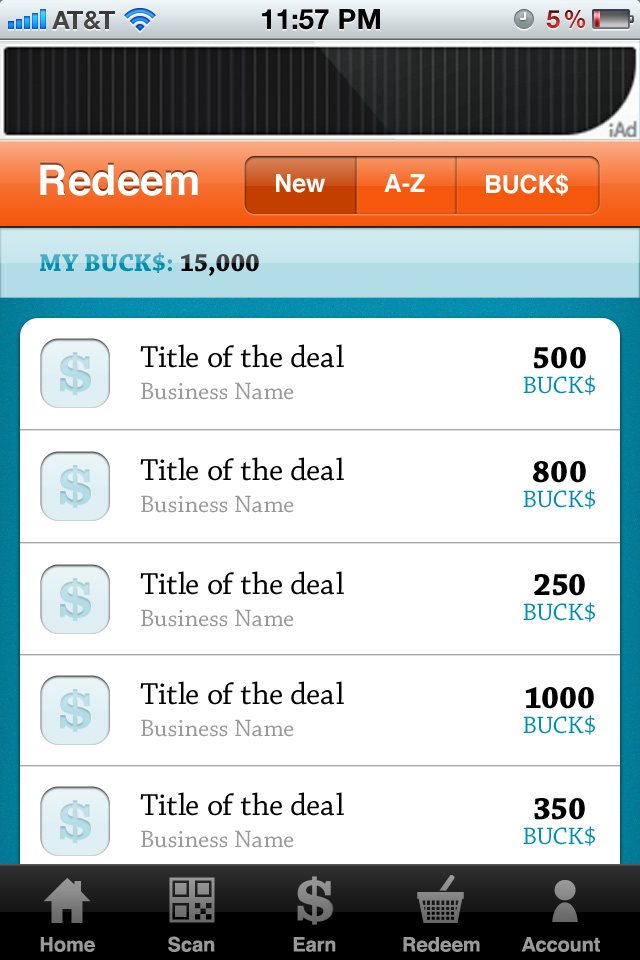 AT&T 11:57 PM 5%
iAd
Redeem New A-Z BUCK$
MY BUCK$: 15,000
$ Title of the deal 500
Business Name BUCK$
$ Title of the deal 800
Business Name BUCK$
$ Title of the deal 250
Business Name BUCK$
$ Title of the deal 1000
Business Name BUCK$
$ Title of the deal 350
Business Name BUCK$
$
Home Scan Earn Redeem Account